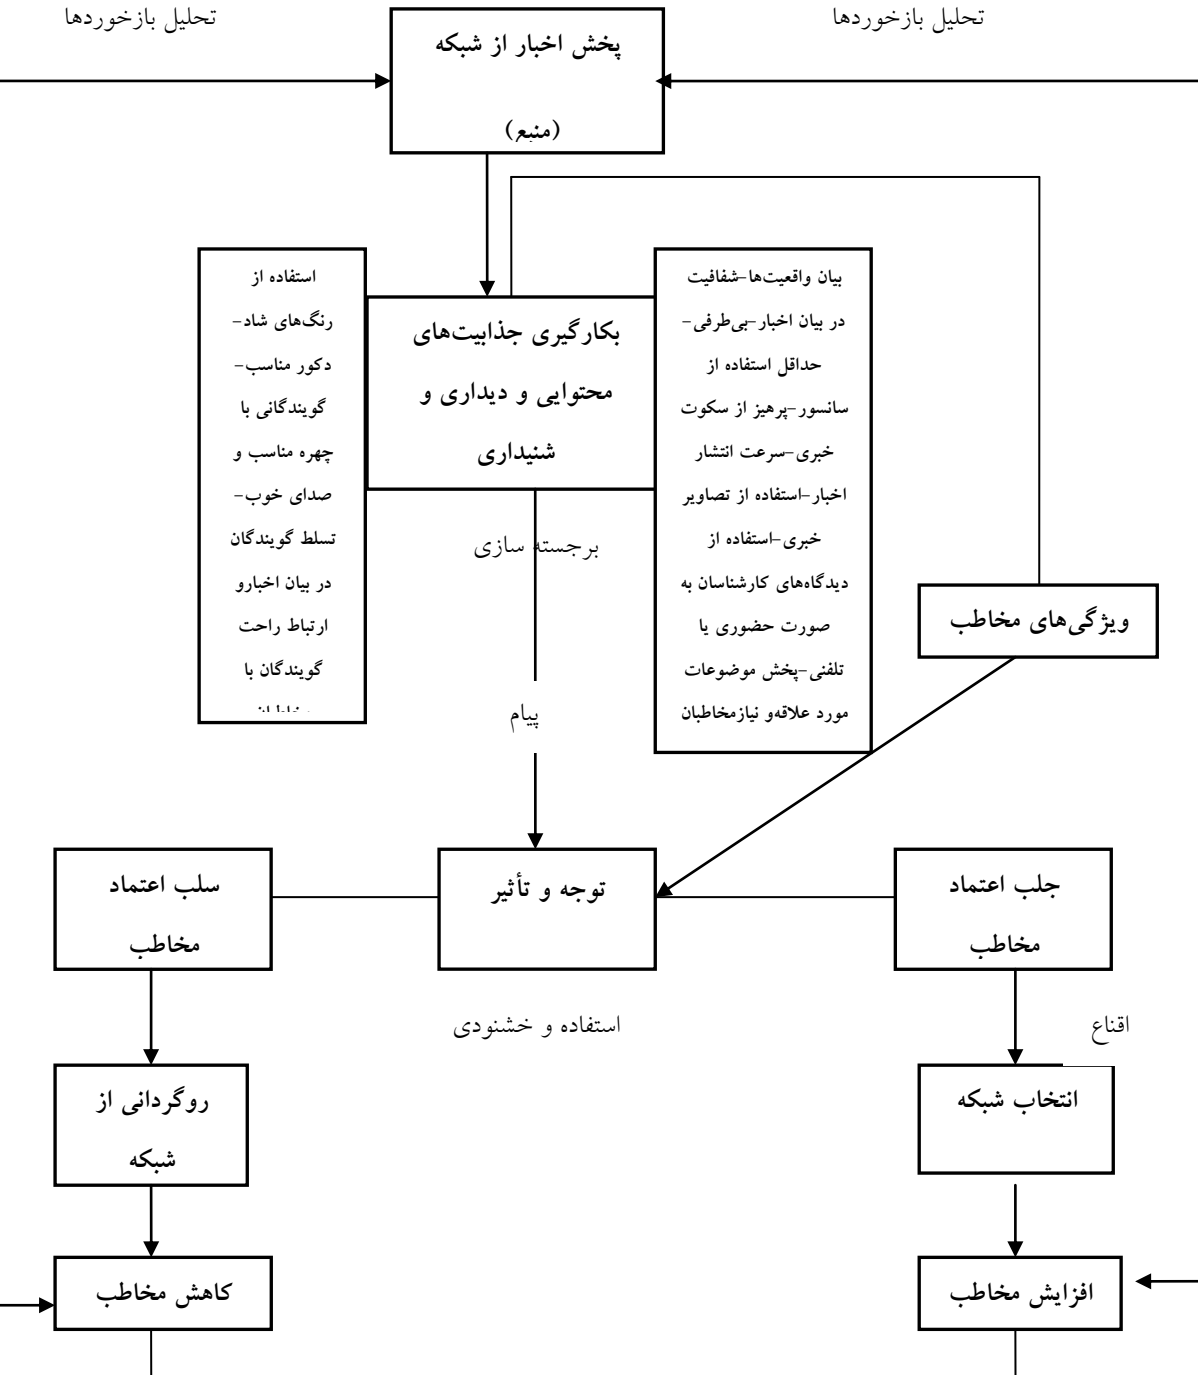 تحلیل بازخوردها
تحلیل بازخوردها
پخش اخبار از شبکه
(منبع)
بیان واقعیت‌ها-شفافیت
در بیان اخبار-بی‌طرفی-
حداقل استفاده از
سانسور-پرهیز از سکوت
خبری-سرعت انتشار
اخبار-استفاده از تصاویر
خبری-استفاده از
دیدگاه‌های کارشناسان به
صورت حضوری یا
تلفنی-پخش موضوعات
مورد علاقه‌و نیازمخاطبان
بکارگیری جذابیت‌های
محتوایی و دیداری و
شنیداری
استفاده از
رنگ‌های شاد-
دکور مناسب-
گویندگانی با
چهره مناسب و
صدای خوب-
تسلط گویندگان
در بیان اخبارو
ارتباط راحت
گویندگان با
برجسته سازی
ویژگی‌های مخاطب
پیام
جلب اعتماد
مخاطب
توجه و تأثیر
سلب اعتماد
مخاطب
اقناع
استفاده و خشنودی
انتخاب شبکه
روگردانی از
شبکه
افزایش مخاطب
کاهش مخاطب